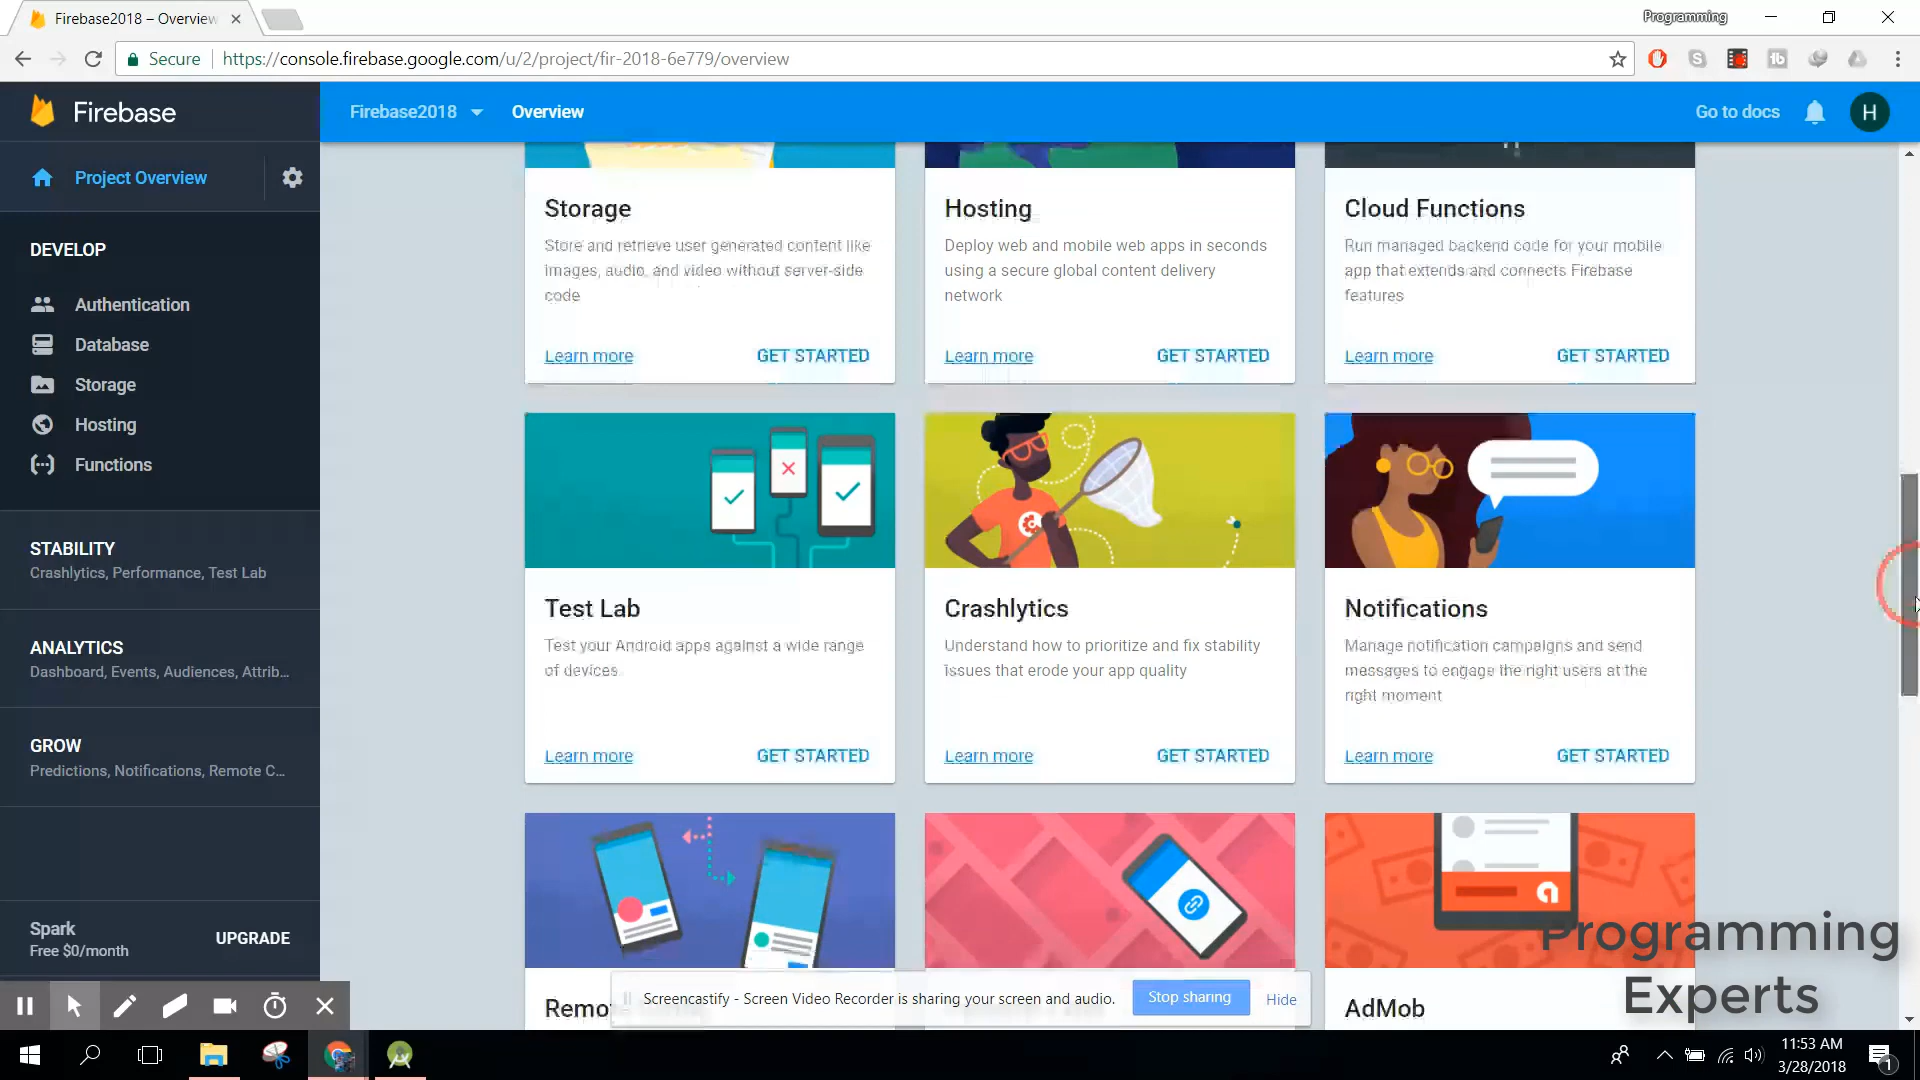 Firebase2018 – Overview
Programming
Secure
https://console.firebase.google.com/u/2/project/fir-2018-6e779/overview
Firebase
Firebase2018
Overview
Go to docs
H
Project Overview
DEVELOP
Authentication
Database
Storage
Hosting
Functions
STABILITY
Crashlytics, Performance, Test Lab
ANALYTICS
Dashboard, Events, Audiences, Attrib...
GROW
Predictions, Notifications, Remote C...
Spark
Free $0/month
UPGRADE
Storage
Store and retrieve user generated content like
images, audio, and video without server-side
code
Learn more
GET STARTED
Hosting
Deploy web and mobile web apps in seconds
using a secure global content delivery
network
Learn more
GET STARTED
Cloud Functions
Run managed backend code for your mobile
app that extends and connects Firebase
features
Learn more
GET STARTED
Test Lab
Test your Android apps against a wide range
of devices
Learn more
GET STARTED
Crashlytics
Understand how to prioritize and fix stability
issues that erode your app quality
Learn more
GET STARTED
Notifications
Manage notification campaigns and send
messages to engage the right users at the
right moment
Learn more
GET STARTED
AdMob
Screencastify - Screen Video Recorder is sharing your screen and audio.
Stop sharing
Hide
Programming
Experts
11:53 AM
3/28/2018
1